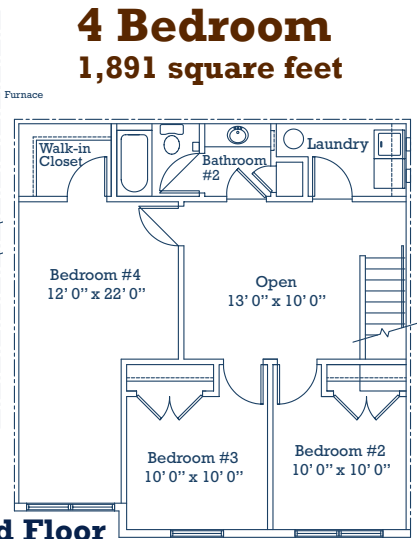 4 Bedroom
1,891 square feet
Furnace
Walk-in
Closet
Bathroom
#2
Laundry
Bedroom #4
12' 0" x 22' 0"
Open
13' 0" x 10' 0"
Bedroom #3
10' 0" x 10' 0"
Bedroom #2
10' 0" x 10' 0"
d Floor